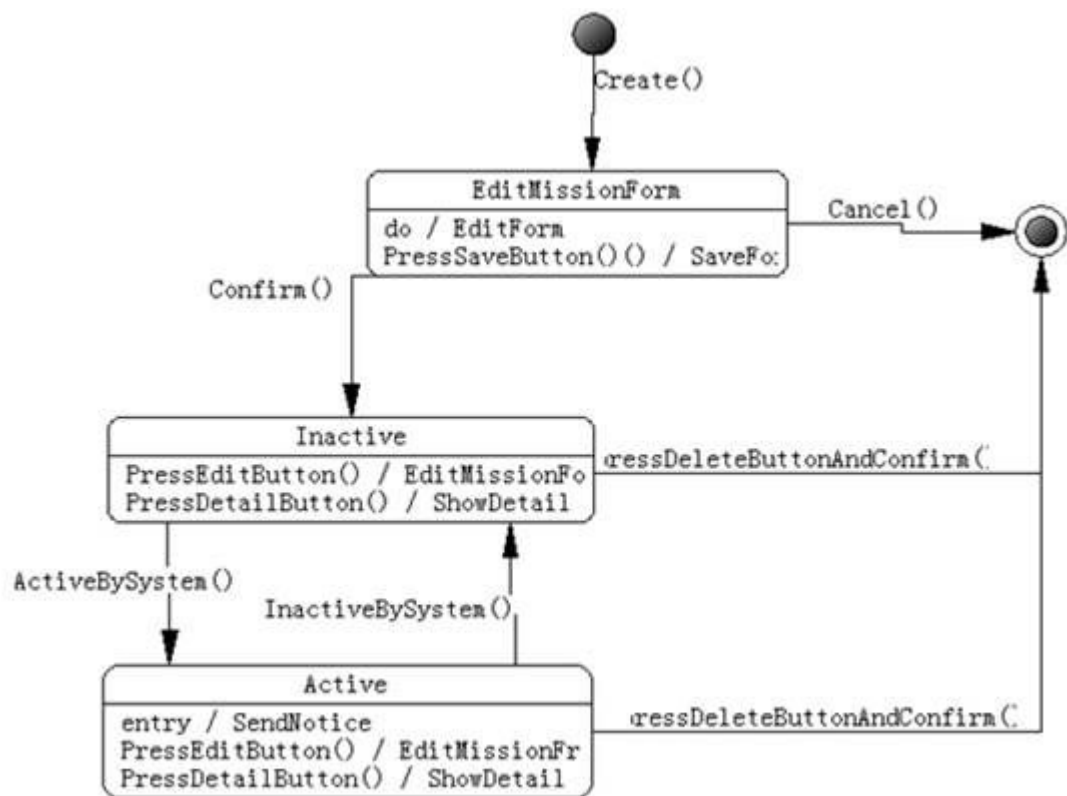 Create()
EditMissionForm
do / EditForm
PressSaveButton()() / SaveFo
Cancel()
Confirm()
Inactive
PressEditButton() / EditMissionFo
PressDetailButton() / ShowDetail
ressDeleteButtonAndConfirm()
ActiveBySystem()
InactiveBySystem()
Active
entry / SendNotice
PressEditButton() / EditMissionFr
PressDetailButton() / ShowDetail
ressDeleteButtonAndConfirm()